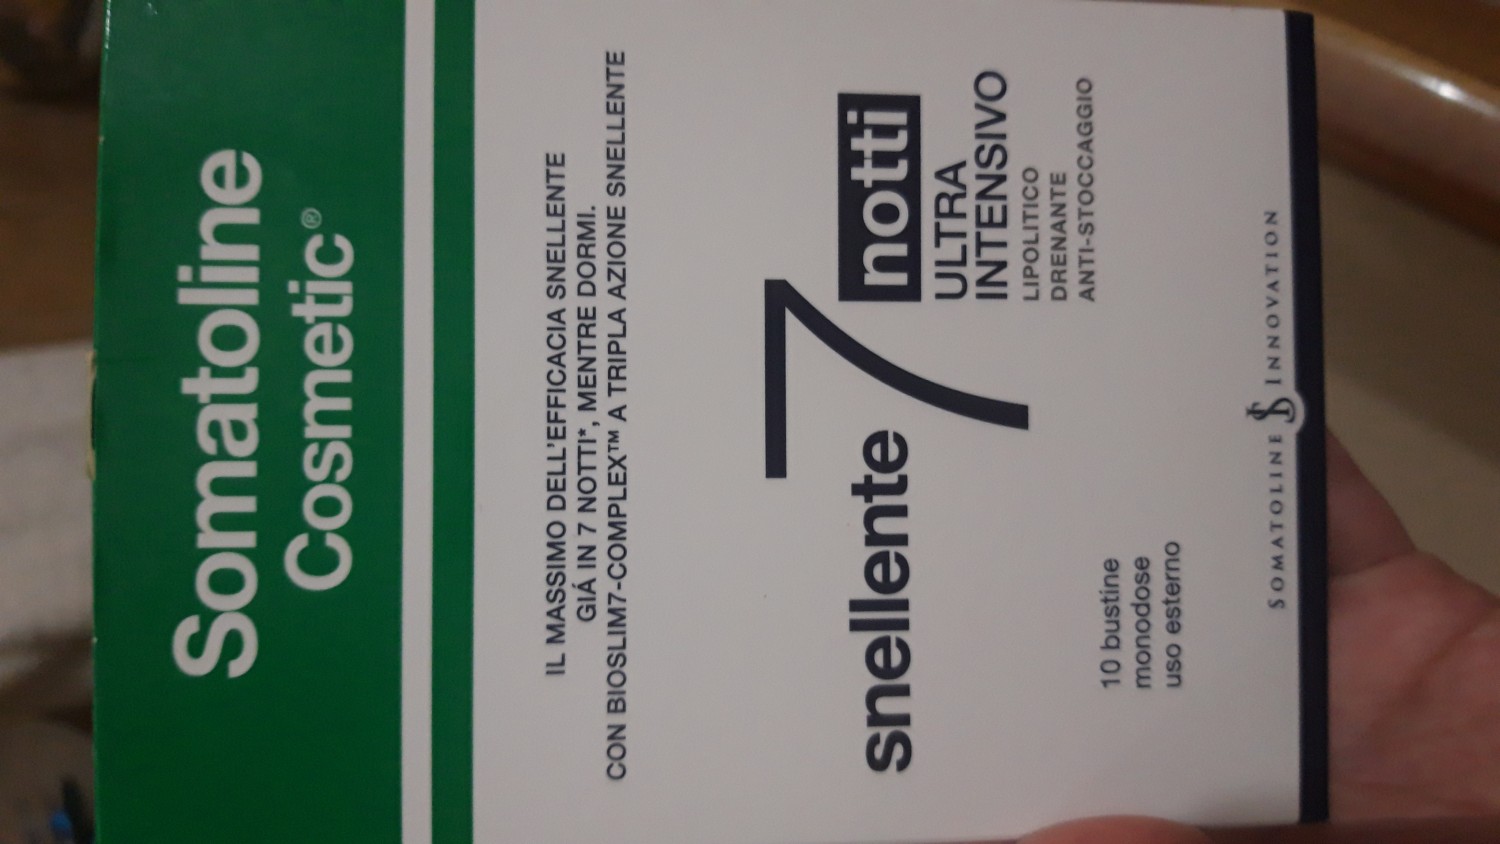 Somatoline
Cosmetic®
IL MASSIMO DELL'EFFICACIA SNELLENTE
GIÁ IN 7 NOTTI*, MENTRE DORMI.
CON BIOSLIM7-COMPLEX™ A TRIPLA AZIONE SNELLENTE
snellente 7 notti
ULTRA
INTENSIVO
LIPOLITICO
DRENANTE
ANTI-STOCCAGGIO
10 bustine
monodose
uso esterno
SOMATOLINE SI INNOVATION